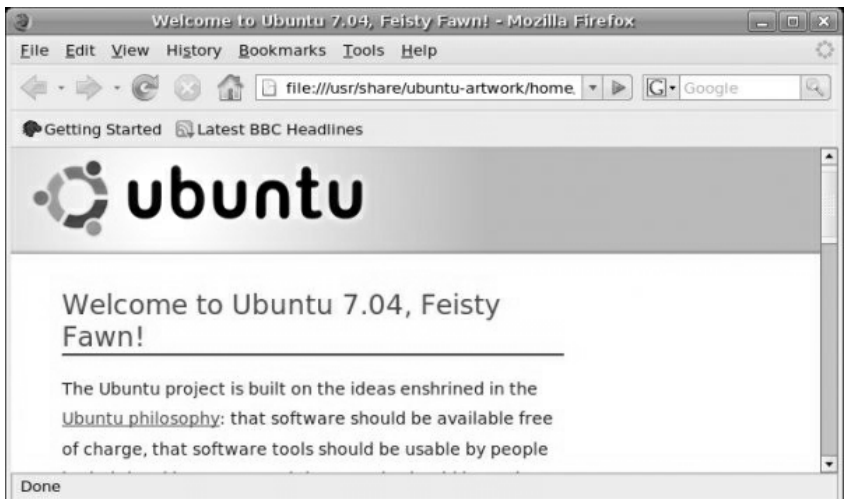 Welcome to Ubuntu 7.04, Feisty Fawn! - Mozilla Firefox
File Edit View History Bookmarks Tools Help
file:///usr/share/ubuntu-artwork/home, G Google
Getting Started Latest BBC Headlines
ubuntu
Welcome to Ubuntu 7.04, Feisty
Fawn!
The Ubuntu project is built on the ideas enshrined in the
Ubuntu philosophy: that software should be available free
of charge, that software tools should be usable by people
Done